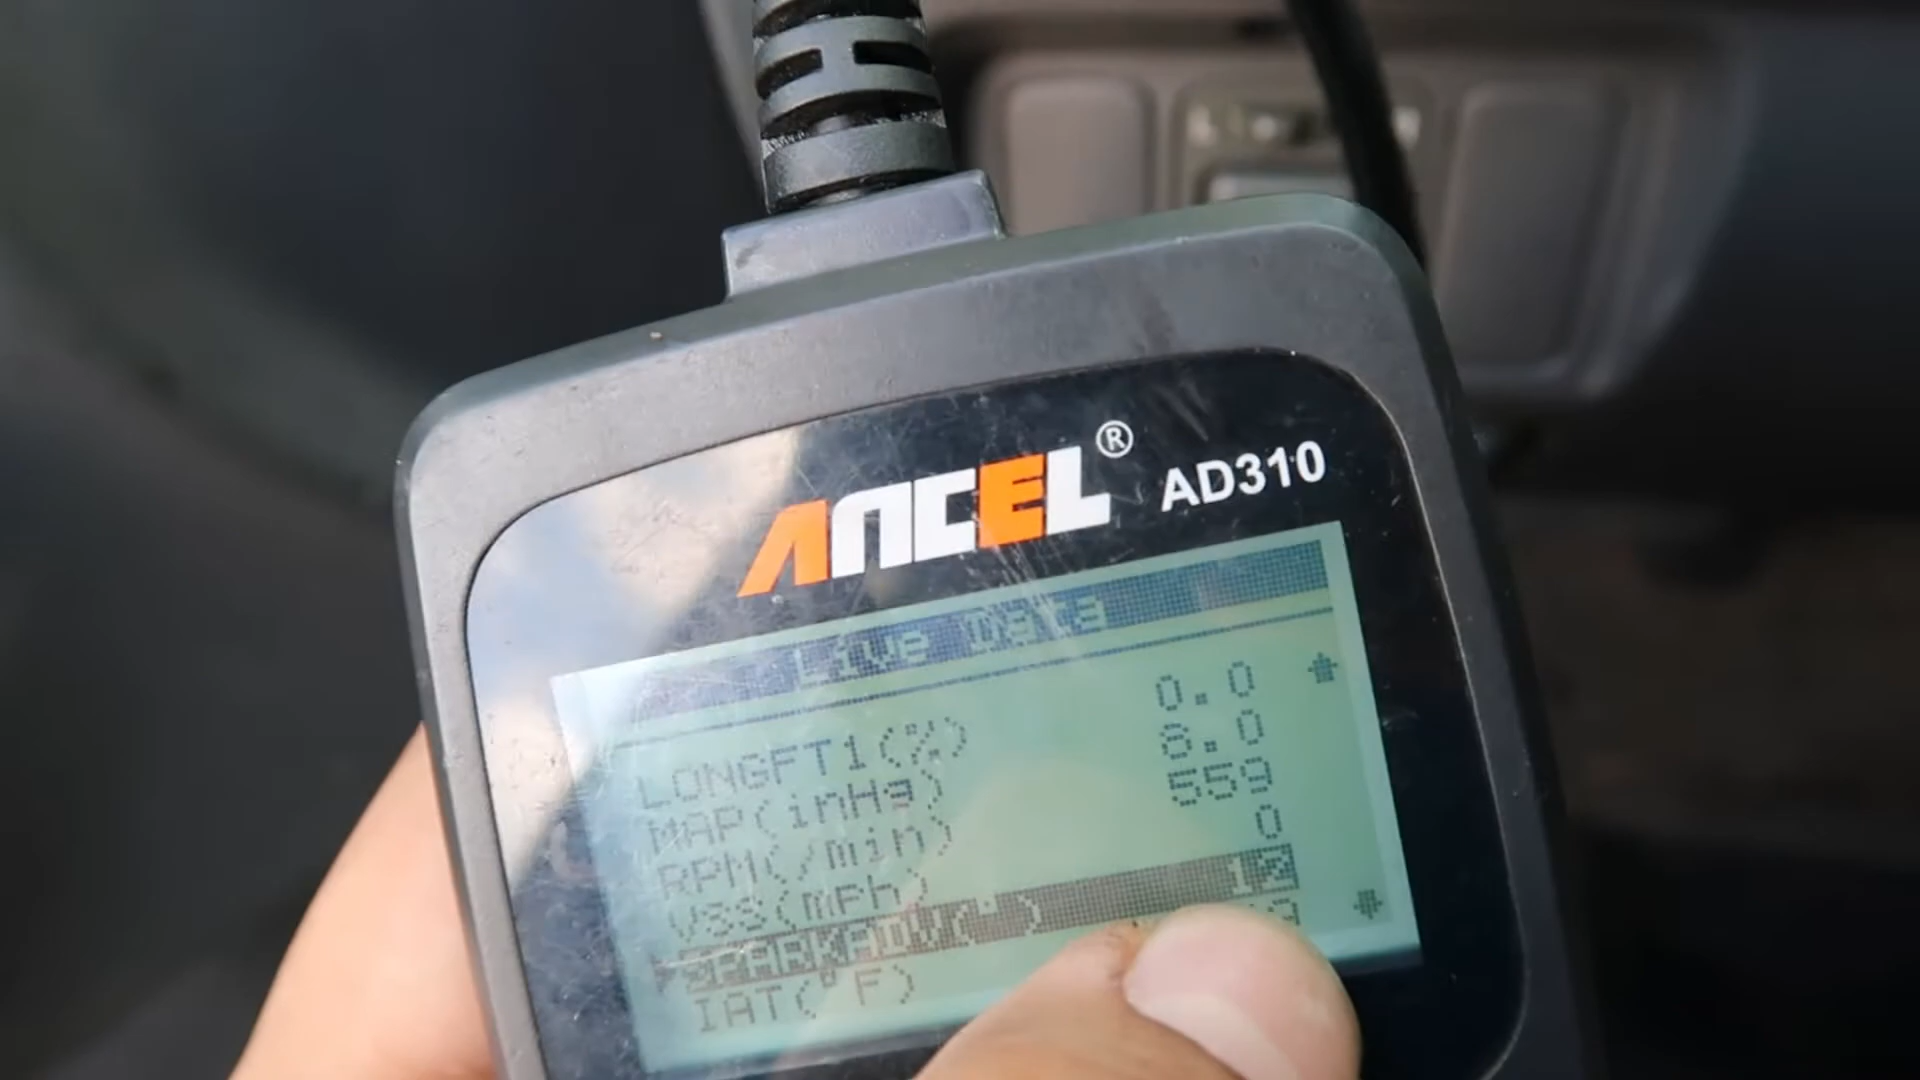 ANCEL® AD310
Live Data
LONGFT1(%) 0.0
MAP(inHg) 8.0
RPM(/min) 559
VSS(mph) 0
SPARKADV(°)
IAT(°F)